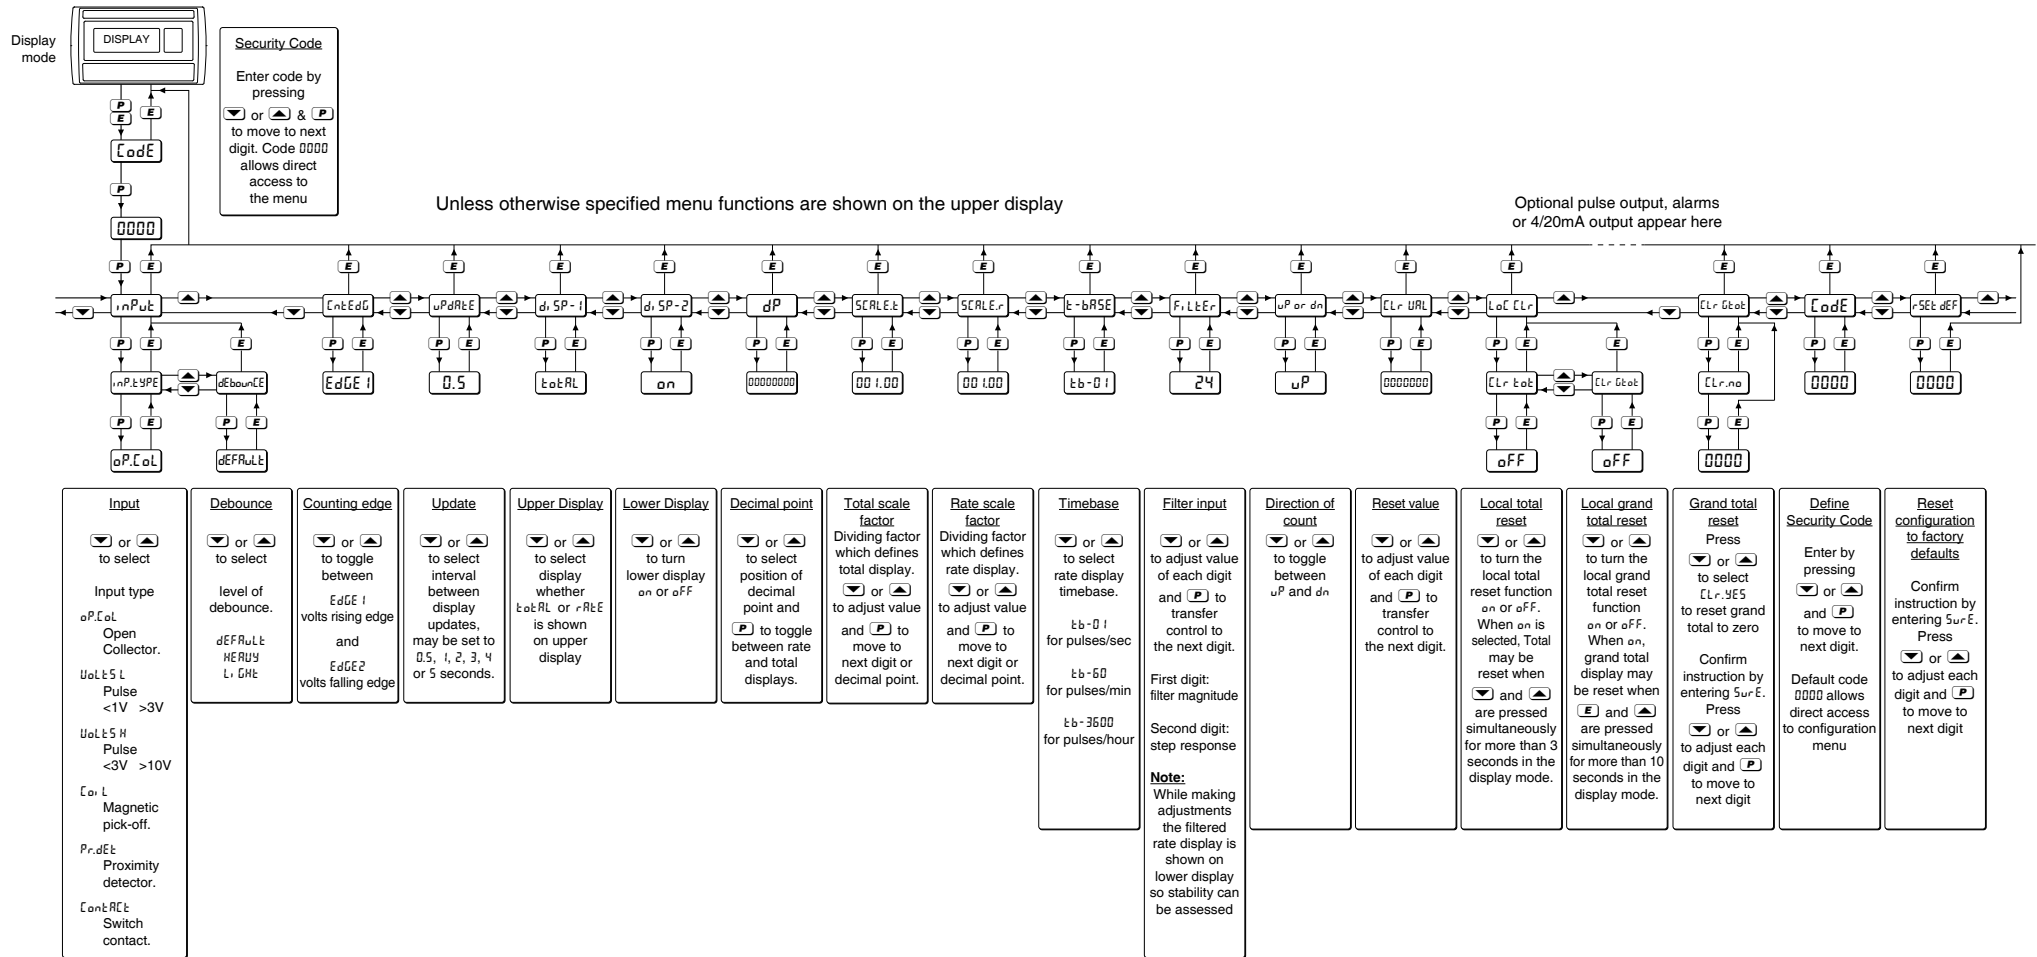 Display
mode
DISPLAY
P
E
E
CodE
P
0000
Security Code
Enter code by
pressing
or & P
to move to next
digit. Code 0000
allows direct
access to
the menu
Unless otherwise specified menu functions are shown on the upper display
Optional pulse output, alarms
or 4/20mA output appear here
P E E E E E E E E E E E E E E E E
inPut CntEdG uPdAtE diSP-1 diSP-2 dP SCALE.t SCALE.r t-bASE FiLtEr uP or dn CLr VAL LoC CLr CLr Gtot CodE rSEt dEF
P E E P E P E P E P E P E P E P E P E P E P E P E P E E P E P E P E
inP.tYPE dEbounCE EdGE 1 0.5 totAL on 00000000 001.00 001.00 tb-01 24 uP 0000000 CLr tot CLr Gtot CLr.no 0000 0000
P E P E P E P E P E
oP.CoL dEFAuLt oFF oFF 0000
Input
or
to select
Input type
oP.CoL
Open
Collector.
VoLtS L
Pulse
<1V >3V
VoLtS H
Pulse
<3V >10V
CoiL
Magnetic
pick-off.
Pr.dEt
Proximity
detector.
ContACt
Switch
contact.
Debounce
or
to select
level of
debounce.
dEFAuLt
HEAVY
LiGHt
Counting edge
or
to toggle
between
EdGE 1
volts rising edge
and
EdGE2
volts falling edge
Update
or
to select
interval
between
display
updates,
may be set to
0.5, 1, 2, 3, 4
or 5 seconds.
Upper Display
or
to select
display
whether
totAL or rAtE
is shown
on upper
display
Lower Display
or
to turn
lower display
on or oFF
Decimal point
or
to select
position of
decimal
point and
P to toggle
between rate
and total
displays.
Total scale
factor
Dividing factor
which defines
total display.
or
to adjust value
and P to
move to
next digit or
decimal point.
Rate scale
factor
Dividing factor
which defines
rate display.
or
to adjust value
and P to
move to
next digit or
decimal point.
Timebase
or
to select
rate display
timebase.
tb-01
for pulses/sec
tb-60
for pulses/min
tb-3600
for pulses/hour
Filter input
or
to adjust value
of each digit
and P to
transfer
control to
the next digit.
First digit:
filter magnitude
Second digit:
step response
Note:
While making
adjustments
the filtered
rate display is
shown on
lower display
so stability can
be assessed
Direction of
count
or
to toggle
between
uP and dn
Reset value
or
to adjust value
of each digit
and P to
transfer
control to
the next digit.
Local total
reset
or
to turn the
local total
reset function
on or oFF.
When on is
selected, Total
may be
reset when
and
are pressed
simultaneously
for more than 3
seconds in the
display mode.
Local grand
total reset
or
to turn the
local grand
total reset
function
on or oFF.
When on,
grand total
display may
be reset when
E and
are pressed
simultaneously
for more than 10
seconds in the
display mode.
Grand total
reset
Press
or
to select
CLr.YES
to reset grand
total to zero
Confirm
instruction by
entering SurE.
Press
or
to adjust each
digit and P
to move to
next digit
Define
Security Code
Enter by
pressing
or
and P
to move to
next digit.
Default code
0000 allows
direct access
to configuration
menu
Reset
configuration
to factory
defaults
Confirm
instruction by
entering SurE.
Press
or
to adjust each
digit and P
to move to
next digit